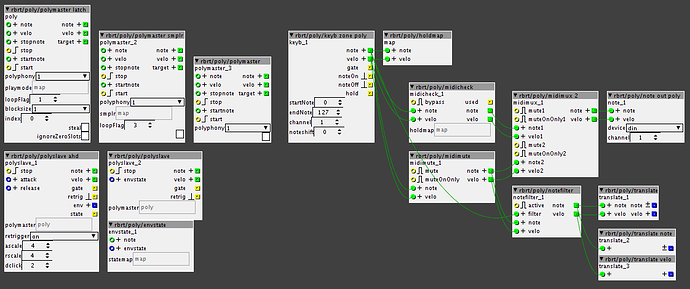 rbrt/poly/polymaster latch
poly
note note
velo velo
stopnote target
stop
start
polyphony 1
playmode map
loopFlag 1
blocksize 1
index 0
steal
ignoreZeroSlots
rbrt/poly/polymaster smplr
polymaster_2
note note
velo velo
stopnote target
stop
start
polyphony 1
smplr map
loopFlag 3
rbrt/poly/polymaster
polymaster_3
note note
velo velo
stopnote target
stop
start
polyphony 1
rbrt/poly/keyb zone poly
keyb_1
note
velo
gate
noteOn
noteOff
hold
startNote 0
endNote 127
channel 1
noteshift 0
rbrt/poly/holdmap
map
note
velo
rbrt/poly/midicheck
midicheck_1
bypass used
note note
velo velo
holdmap map
rbrt/poly/midimute
midimute_1
mute note
muteOnOnly velo
note
velo
rbrt/poly/midimux 2
midimux_1
mute1 note
muteOnOnly1 velo
note1
velo1
mute2
muteOnOnly2
note2
velo2
rbrt/poly/note out poly
note_1
note
velo
device din
channel 1
rbrt/poly/polyslave ahd
polyslave_1
stop note
attack velo
release gate
retrig
env
state
polymaster poly
retrigger on
ascale 4
rscale 4
dclick 2
rbrt/poly/polyslave
polyslave_2
stop note
envstate velo
gate
retrig
polymaster poly
rbrt/poly/envstate
envstate_1
note
envstate
statemap map
rbrt/poly/notefilter
notefilter_1
active note
filter velo
note
velo
rbrt/poly/translate
translate_1
note note
velo velo
rbrt/poly/translate note
translate_2
rbrt/poly/translate velo
translate_3